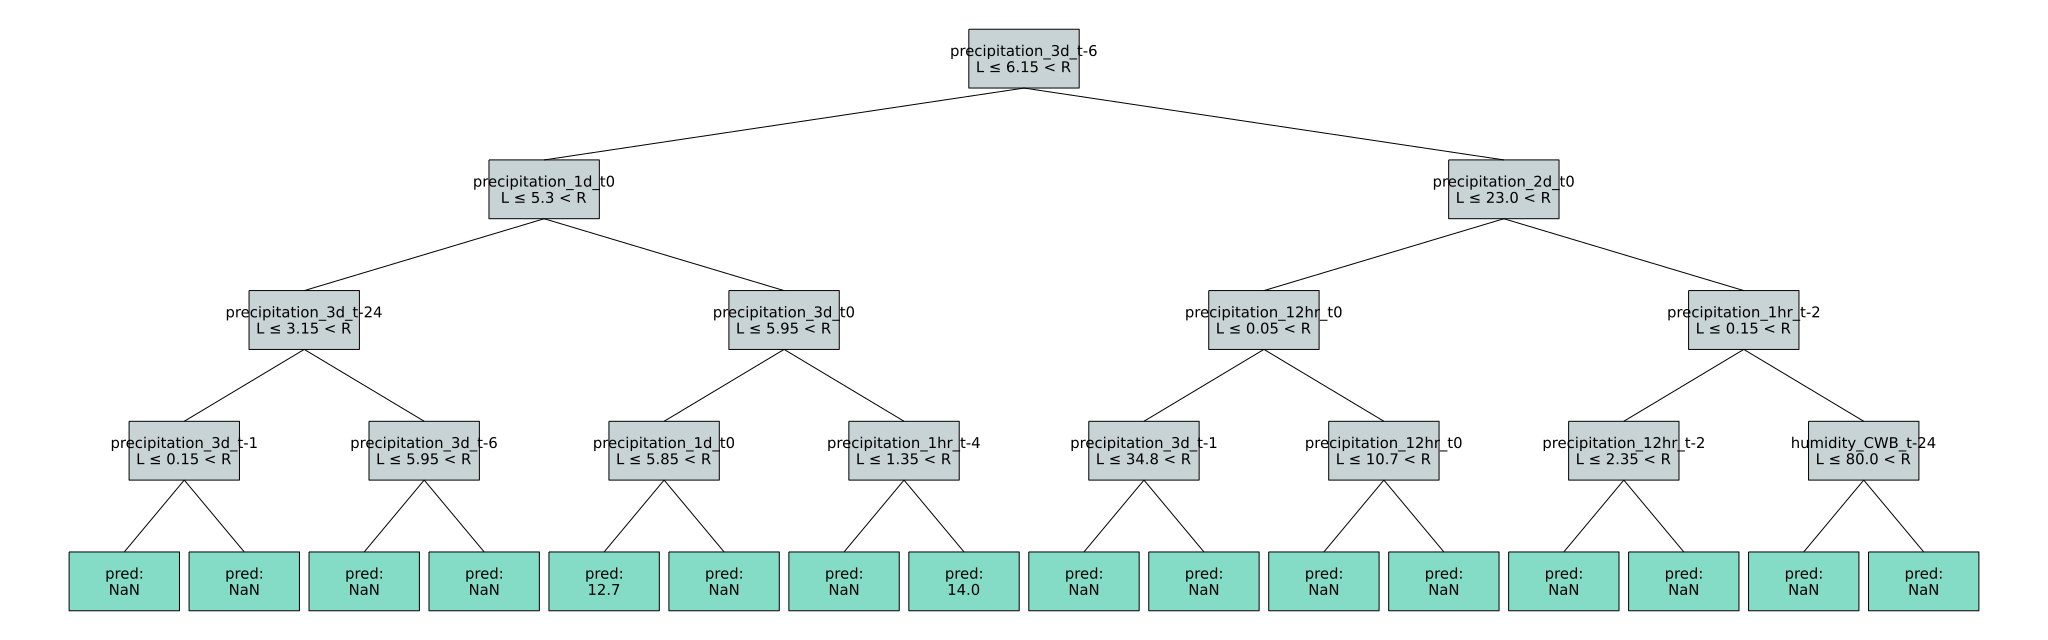 precipitation_3d_t-6
L ≤ 6.15 < R
precipitation_1d_t0
L ≤ 5.3 < R
precipitation_2d_t0
L ≤ 23.0 < R
precipitation_3d_t-24
L ≤ 3.15 < R
precipitation_3d_t0
L ≤ 5.95 < R
precipitation_12hr_t0
L ≤ 0.05 < R
precipitation_1hr_t-2
L ≤ 0.15 < R
precipitation_3d_t-1
L ≤ 0.15 < R
precipitation_3d_t-6
L ≤ 5.95 < R
precipitation_1d_t0
L ≤ 5.85 < R
precipitation_1hr_t-4
L ≤ 1.35 < R
precipitation_3d_t-1
L ≤ 34.8 < R
precipitation_12hr_t0
L ≤ 10.7 < R
precipitation_12hr_t-2
L ≤ 2.35 < R
humidity_CWB_t-24
L ≤ 80.0 < R
pred:
NaN
pred:
NaN
pred:
NaN
pred:
NaN
pred:
12.7
pred:
NaN
pred:
NaN
pred:
14.0
pred:
NaN
pred:
NaN
pred:
NaN
pred:
NaN
pred:
NaN
pred:
NaN
pred:
NaN
pred:
NaN